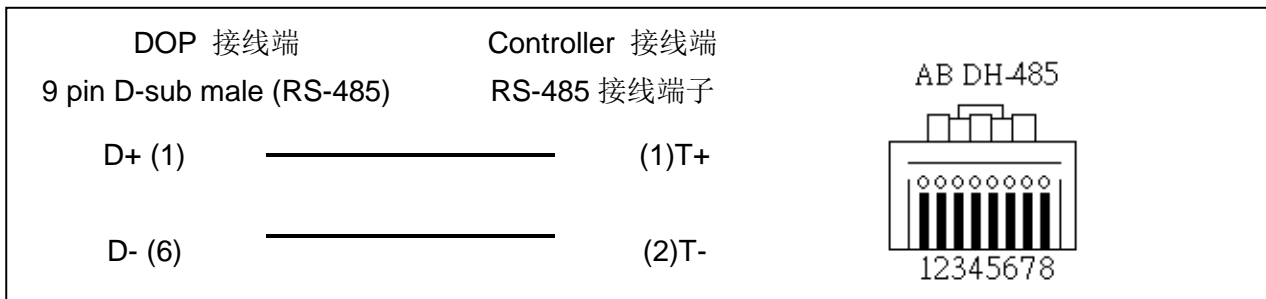 DOP 接线端 Controller 接线端
9 pin D-sub male (RS-485) RS-485 接线端子
D+ (1) (1)T+
D- (6) (2)T-
AB DH-485
12345678